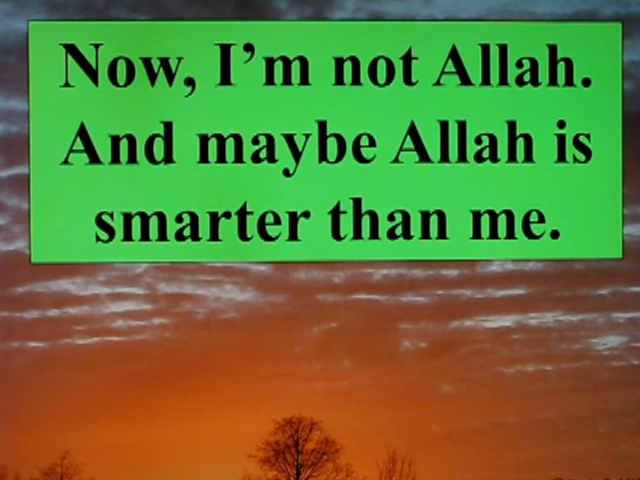 Now, I'm not Allah.
And maybe Allah is
smarter than me.